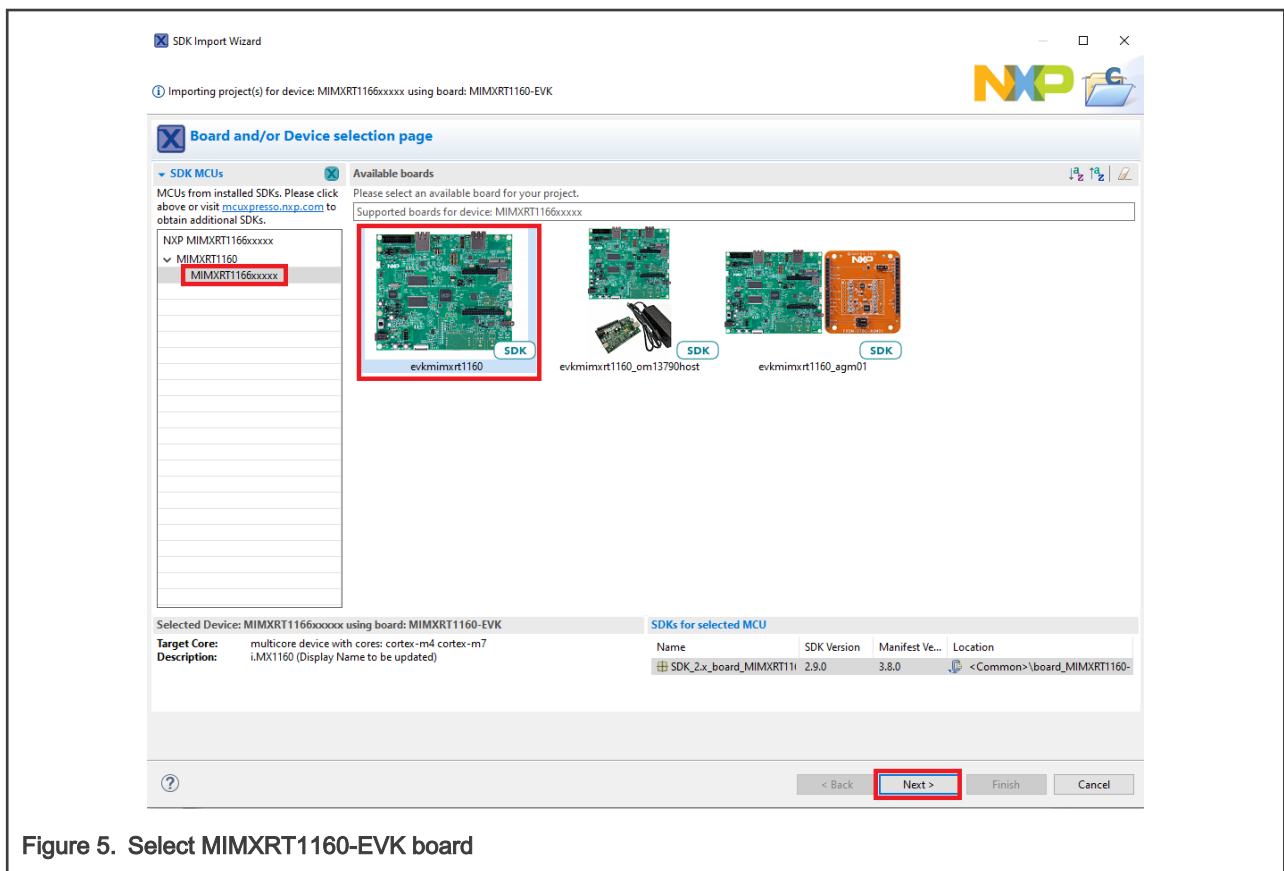 SDK Import Wizard
Importing project(s) for device: MIMXRT1166xxxxx using board: MIMXRT1160-EVK
NXP
Board and/or Device selection page
SDK MCUs
MCUs from installed SDKs. Please click
above or visit mcuxpresso.nxp.com to
obtain additional SDKs.
NXP MIMXRT1166xxxxx
MIMXRT1160
MIMXRT1166xxxxx
Available boards
Please select an available board for your project.
Supported boards for device: MIMXRT1166xxxxx
SDK
evkmimxrt1160
SDK
evkmimxrt1160_om13790host
SDK
evkmimxrt1160_agm01
Selected Device: MIMXRT1166xxxxx using board: MIMXRT1160-EVK
Target Core: multicore device with cores: cortex-m4 cortex-m7
Description: i.MX1160 (Display Name to be updated)
SDKs for selected MCU
Name SDK Version Manifest Ve... Location
SDK_2.x_board_MIMXRT11 2.9.0 3.8.0 <Common>\board_MIMXRT1160-
< Back Next > Finish Cancel
Figure 5. Select MIMXRT1160-EVK board